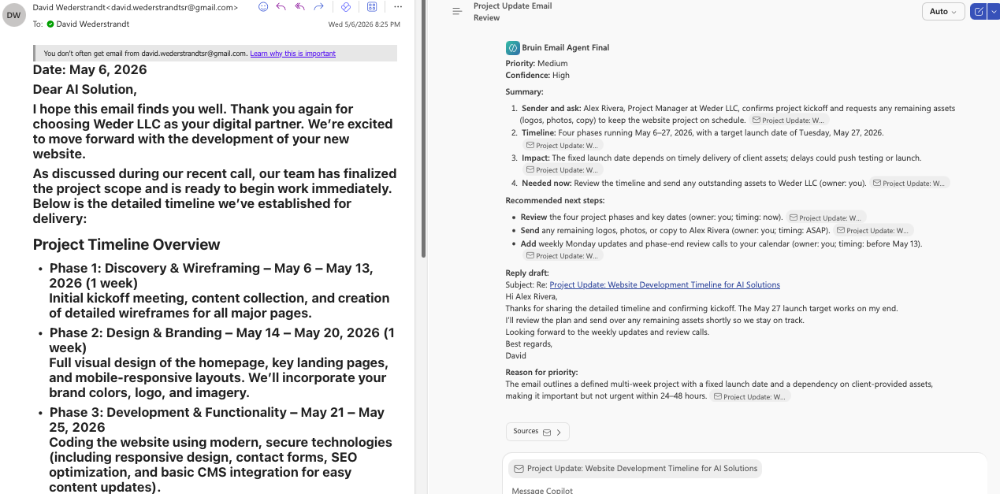 DW
David Wederstrandt<david.wederstrandtsr@gmail.com>
To: David Wederstrandt
Wed 5/6/2026 8:25 PM
You don't often get email from david.wederstrandtsr@gmail.com. Learn why this is important
Date: May 6, 2026
Dear AI Solution,
I hope this email finds you well. Thank you again for
choosing Weder LLC as your digital partner. We’re excited
to move forward with the development of your new
website.
As discussed during our recent call, our team has finalized
the project scope and is ready to begin work immediately.
Below is the detailed timeline we’ve established for
delivery:
Project Timeline Overview
• Phase 1: Discovery & Wireframing – May 6 – May 13,
2026 (1 week)
Initial kickoff meeting, content collection, and creation
of detailed wireframes for all major pages.
• Phase 2: Design & Branding – May 14 – May 20, 2026 (1
week)
Full visual design of the homepage, key landing pages,
and mobile-responsive layouts. We’ll incorporate your
brand colors, logo, and imagery.
• Phase 3: Development & Functionality – May 21 – May
25, 2026
Coding the website using modern, secure technologies
(including responsive design, contact forms, SEO
optimization, and basic CMS integration for easy
content updates).
Project Update Email
Review
Auto
Bruin Email Agent Final
Priority: Medium
Confidence: High
Summary:
1. Sender and ask: Alex Rivera, Project Manager at Weder LLC, confirms project kickoff and requests any remaining assets
(logos, photos, copy) to keep the website project on schedule. Project Update: W...
2. Timeline: Four phases running May 6–27, 2026, with a target launch date of Tuesday, May 27, 2026.
Project Update: W...
3. Impact: The fixed launch date depends on timely delivery of client assets; delays could push testing or launch.
Project Update: W...
4. Needed now: Review the timeline and send any outstanding assets to Weder LLC (owner: you). Project Update: W...
Recommended next steps:
• Review the four project phases and key dates (owner: you; timing: now). Project Update: W...
• Send any remaining logos, photos, or copy to Alex Rivera (owner: you; timing: ASAP). Project Update: W...
• Add weekly Monday updates and phase-end review calls to your calendar (owner: you; timing: before May 13).
Project Update: W...
Reply draft:
Subject: Re: Project Update: Website Development Timeline for AI Solutions
Hi Alex Rivera,
Thanks for sharing the detailed timeline and confirming kickoff. The May 27 launch target works on my end.
I’ll review the plan and send over any remaining assets shortly so we stay on track.
Looking forward to the weekly updates and review calls.
Best regards,
David
Reason for priority:
The email outlines a defined multi-week project with a fixed launch date and a dependency on client-provided assets,
making it important but not urgent within 24–48 hours. Project Update: W...
Sources
Project Update: Website Development Timeline for AI Solutions
Message Copilot